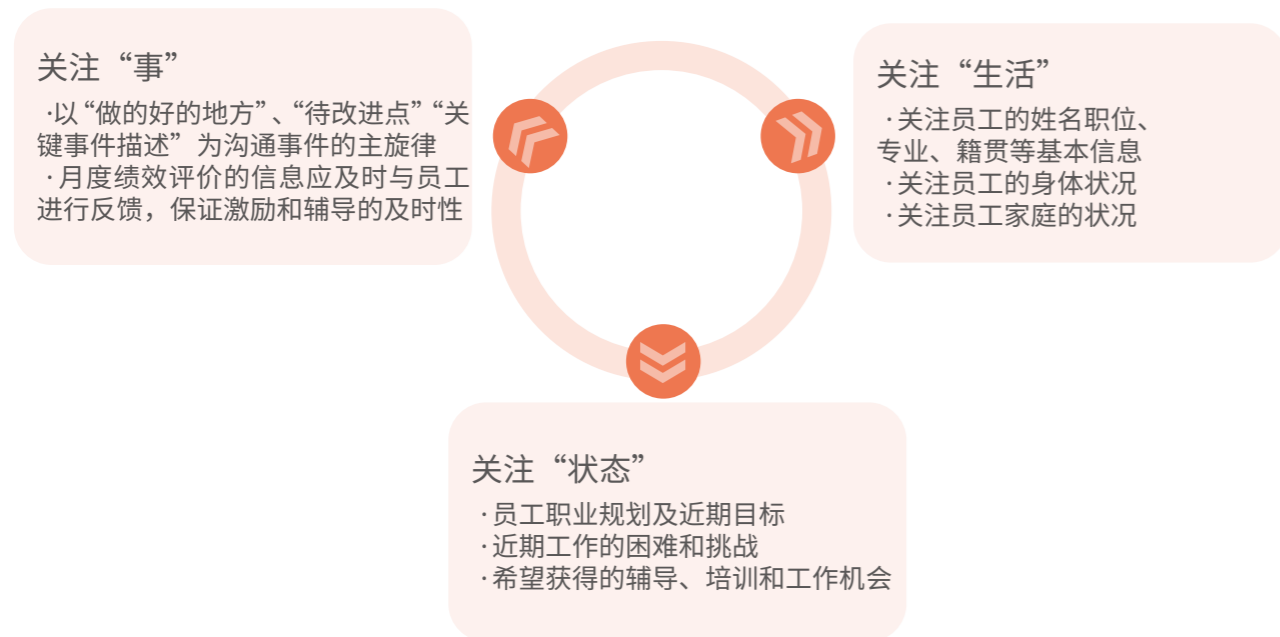 关注“事”
·以“做的好的地方”、“待改进点”“关
键事件描述”为沟通事件的主旋律
·月度绩效评价的信息应及时与员工
进行反馈，保证激励和辅导的及时性
关注“生活”
·关注员工的姓名职位、
专业、籍贯等基本信息
·关注员工的身体状况
·关注员工家庭的状况
关注“状态”
·员工职业规划及近期目标
·近期工作的困难和挑战
·希望获得的辅导、培训和工作机会